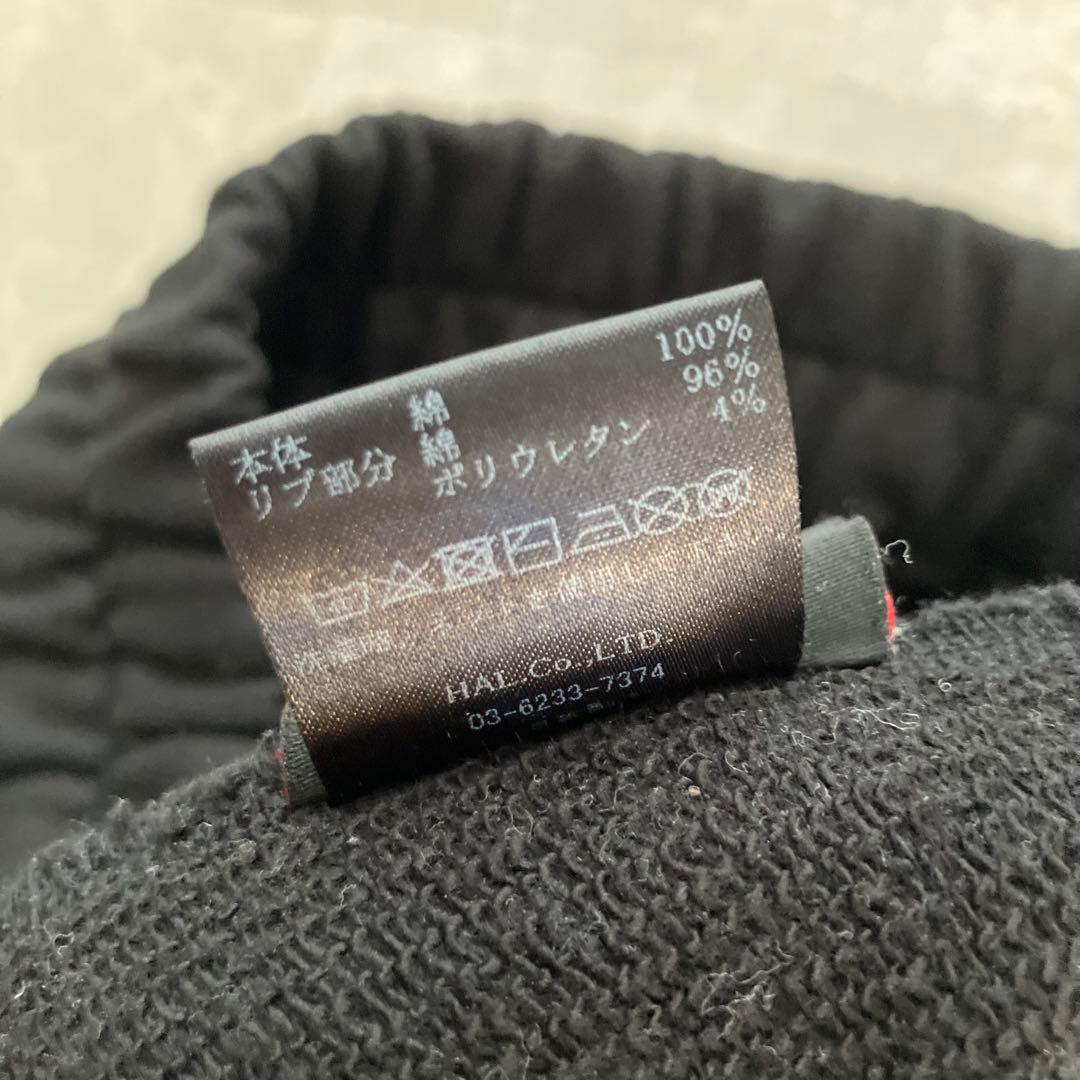 本体 綿 100%
リブ部分 綿 96%
ポリウレタン 4%
HAL.Co.,LTD.
03-6233-7374